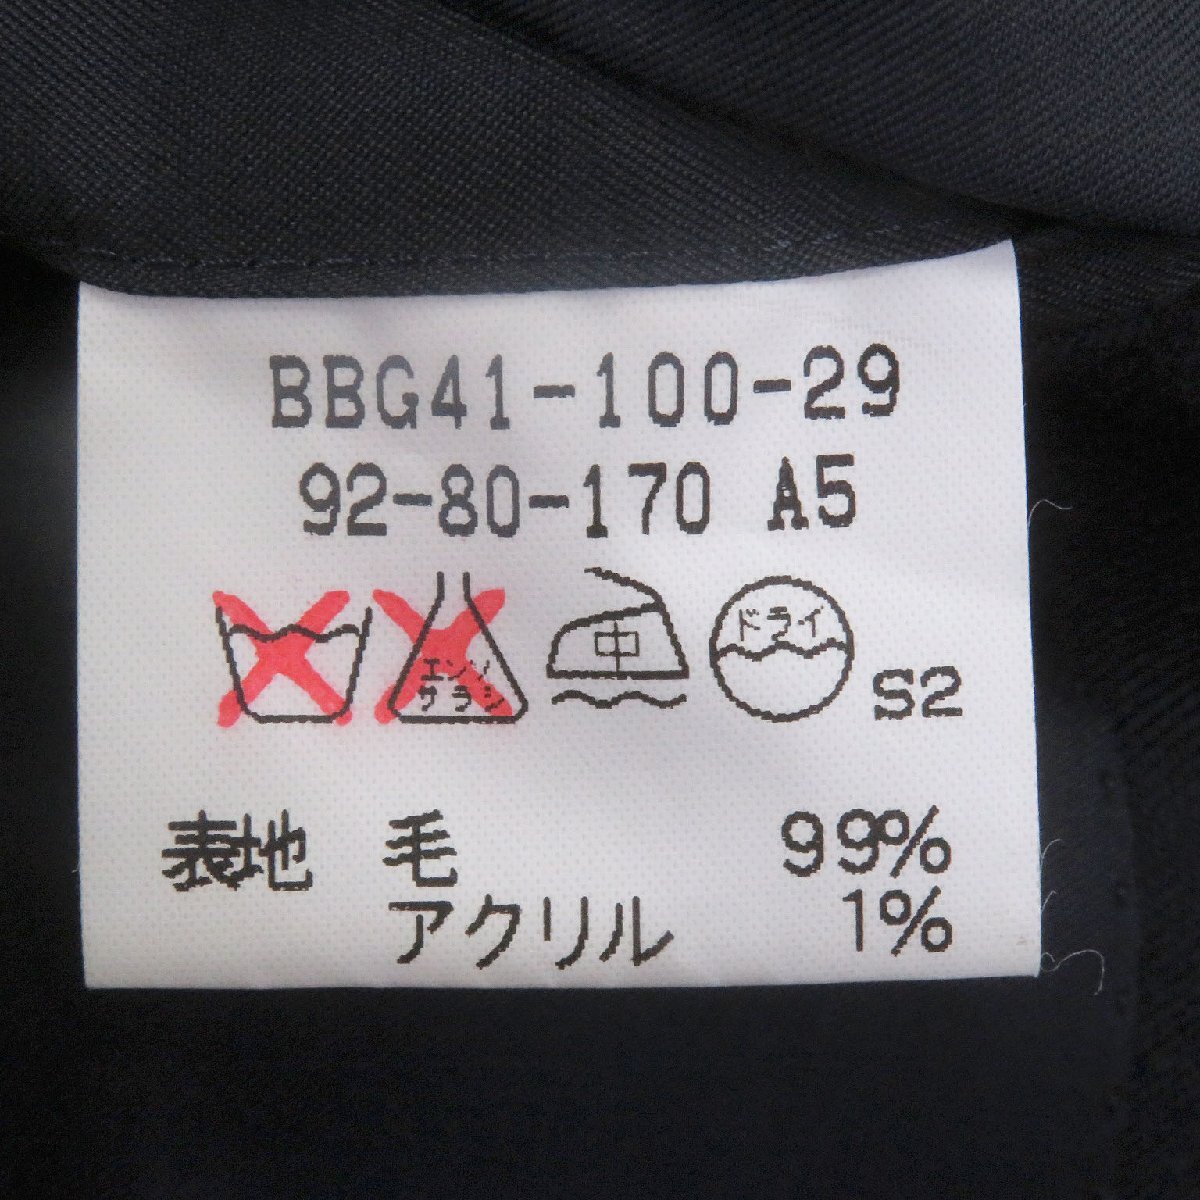 BBG41-100-29
92-80-170 A5
エンソ
サラシ
中
ドライ
S2
表地 毛 99%
アクリル 1%